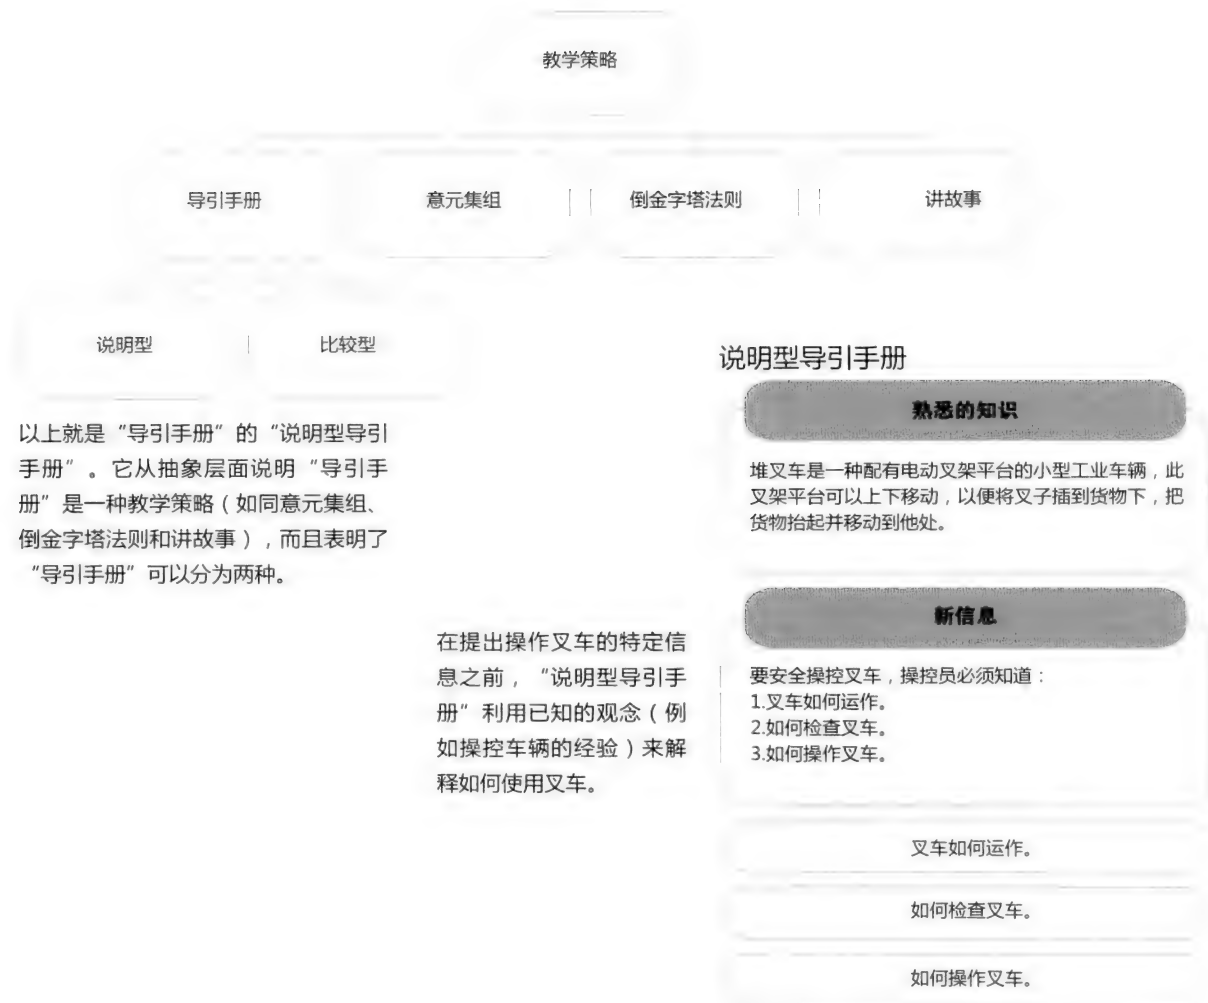 教学策略
导引手册
意元集组
倒金字塔法则
讲故事
说明型
比较型
以上就是“导引手册”的“说明型导引
手册”。它从抽象层面说明“导引手
册”是一种教学策略（如同意元集组、
倒金字塔法则和讲故事），而且表明了
“导引手册”可以分为两种。
在提出操作叉车的特定信
息之前，“说明型导引手
册”利用已知的观念（例
如操控车辆的经验）来解
释如何使用叉车。
说明型导引手册
熟悉的知识
堆叉车是一种配有电动叉架平台的小型工业车辆，此
叉架平台可以上下移动，以便将叉子插到货物下，把
货物抬起并移动到他处。
新信息
要安全操控叉车，操控员必须知道：
1.叉车如何运作。
2.如何检查叉车。
3.如何操作叉车。
叉车如何运作。
如何检查叉车。
如何操作叉车。